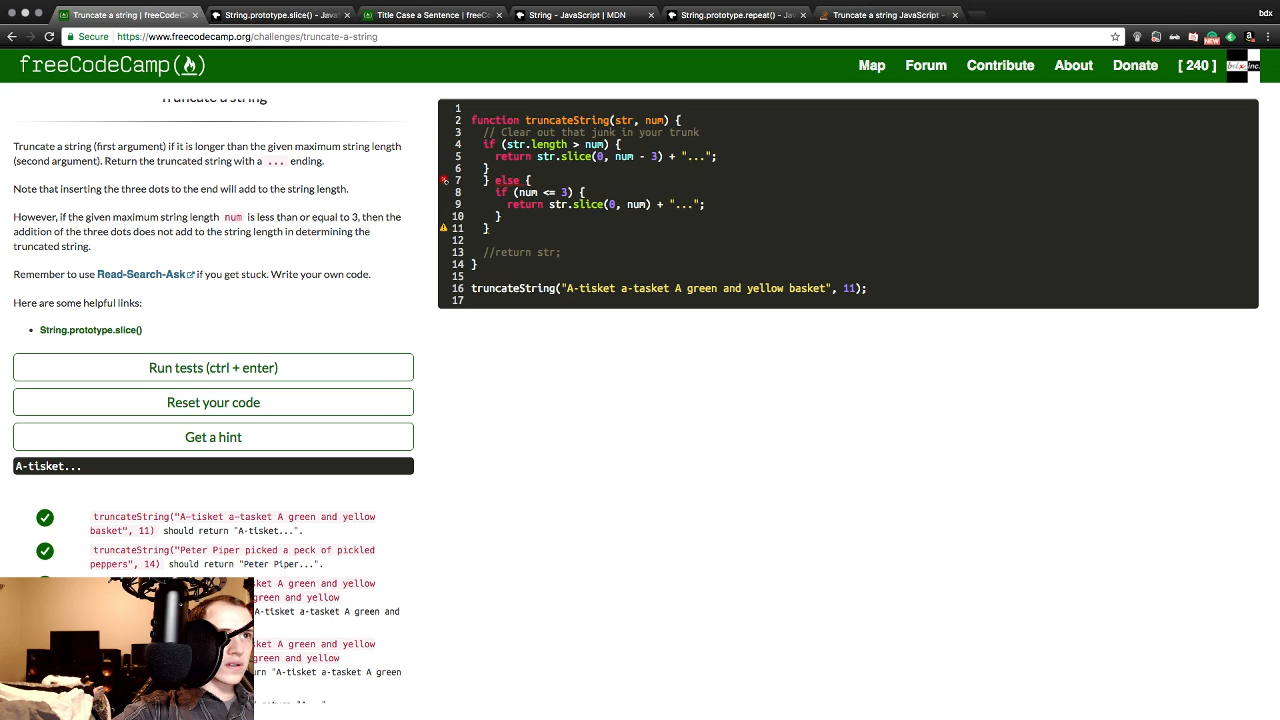 Truncate a string | freeCodeC
String.prototype.slice() - Java
Title Case a Sentence | freeCo
String - JavaScript | MDN
String.prototype.repeat() - Ja
Truncate a string JavaScript -
bdx
Secure
https://www.freecodecamp.org/challenges/truncate-a-string
freeCodeCamp
Map
Forum
Contribute
About
Donate
[ 240 ]
Truncate a string
Truncate a string (first argument) if it is longer than the given maximum string length
(second argument). Return the truncated string with a ... ending.
Note that inserting the three dots to the end will add to the string length.
However, if the given maximum string length num is less than or equal to 3, then the
addition of the three dots does not add to the string length in determining the
truncated string.
Remember to use Read-Search-Ask if you get stuck. Write your own code.
Here are some helpful links:
• String.prototype.slice()
Run tests (ctrl + enter)
Reset your code
Get a hint
A-tisket...
truncateString("A-tisket a-tasket A green and yellow
basket", 11) should return "A-tisket...".
truncateString("Peter Piper picked a peck of pickled
peppers", 14) should return "Peter Piper...".
sket A green and
green and yellow
A-tisket a-tasket A green and
sket A green and
green and yellow
rn "A-tisket a-tasket A green
1
2 function truncateString(str, num) {
3 // Clear out that junk in your trunk
4 if (str.length > num) {
5 return str.slice(0, num - 3) + "...";
6 }
7 } else {
8 if (num <= 3) {
9 return str.slice(0, num) + "...";
10 }
11 }
12
13 //return str;
14 }
15
16 truncateString("A-tisket a-tasket A green and yellow basket", 11);
17